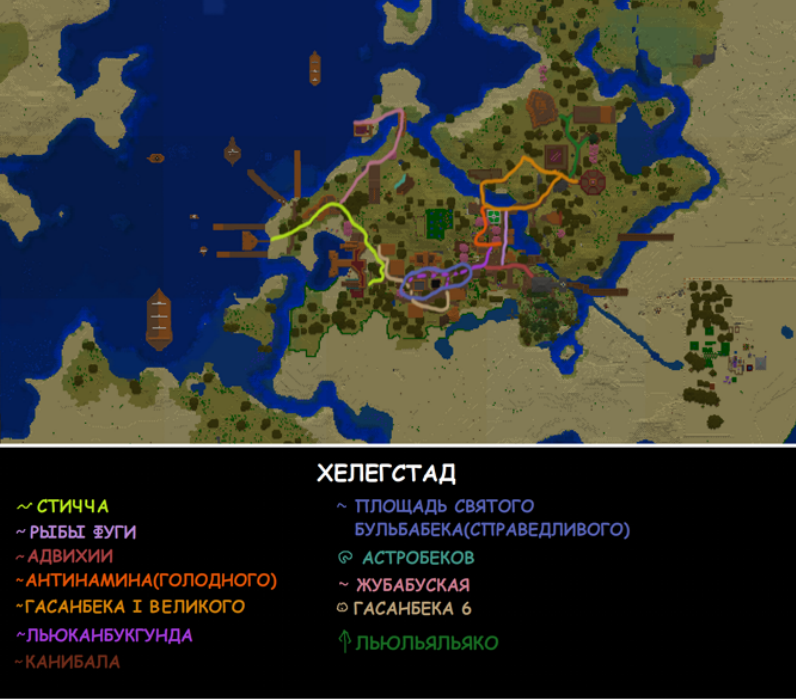 ХЕЛЕГСТАД
~ СТИЧЧА
~ РЫБЫ ФУГИ
~ АДВИХИИ
~ АНТИНАМИНА(ГОЛОДНОГО)
~ ГАСАНБЕКА I ВЕЛИКОГО
~ ЛЬЮКАНБУКГУНДА
~ КАНИБАЛА
~ ПЛОЩАДЬ СВЯТОГО
БУЛЬБАБЕКА(СПРАВЕДЛИВОГО)
АСТРОБЕКОВ
~ ЖУБАБУСКАЯ
ГАСАНБЕКА 6
ЛЬЮЛЬЯЛЬЯКО